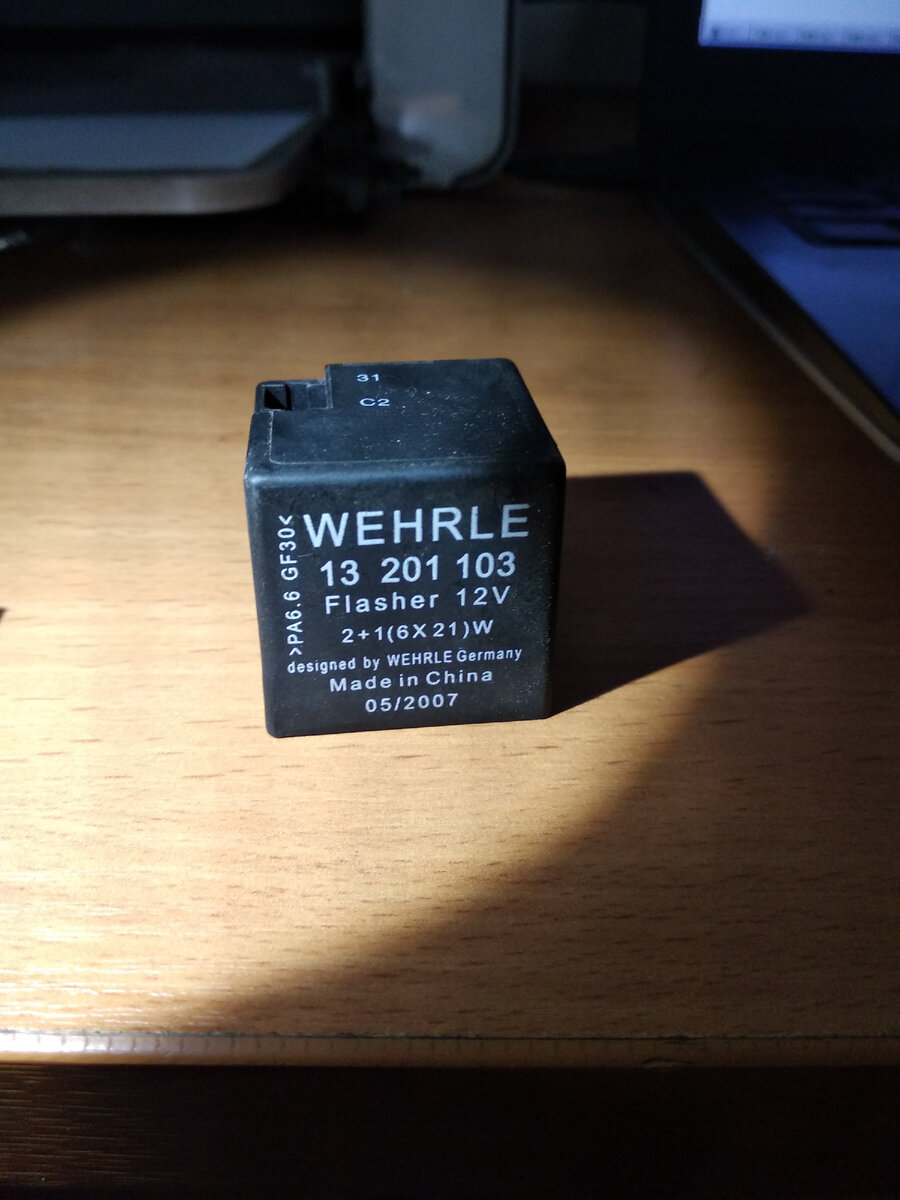 31
C2
WEHRLE
13 201 103
Flasher 12V
2+1(6X21)W
designed by WEHRLE Germany
Made in China
05/2007
>PA6.6 GF30<